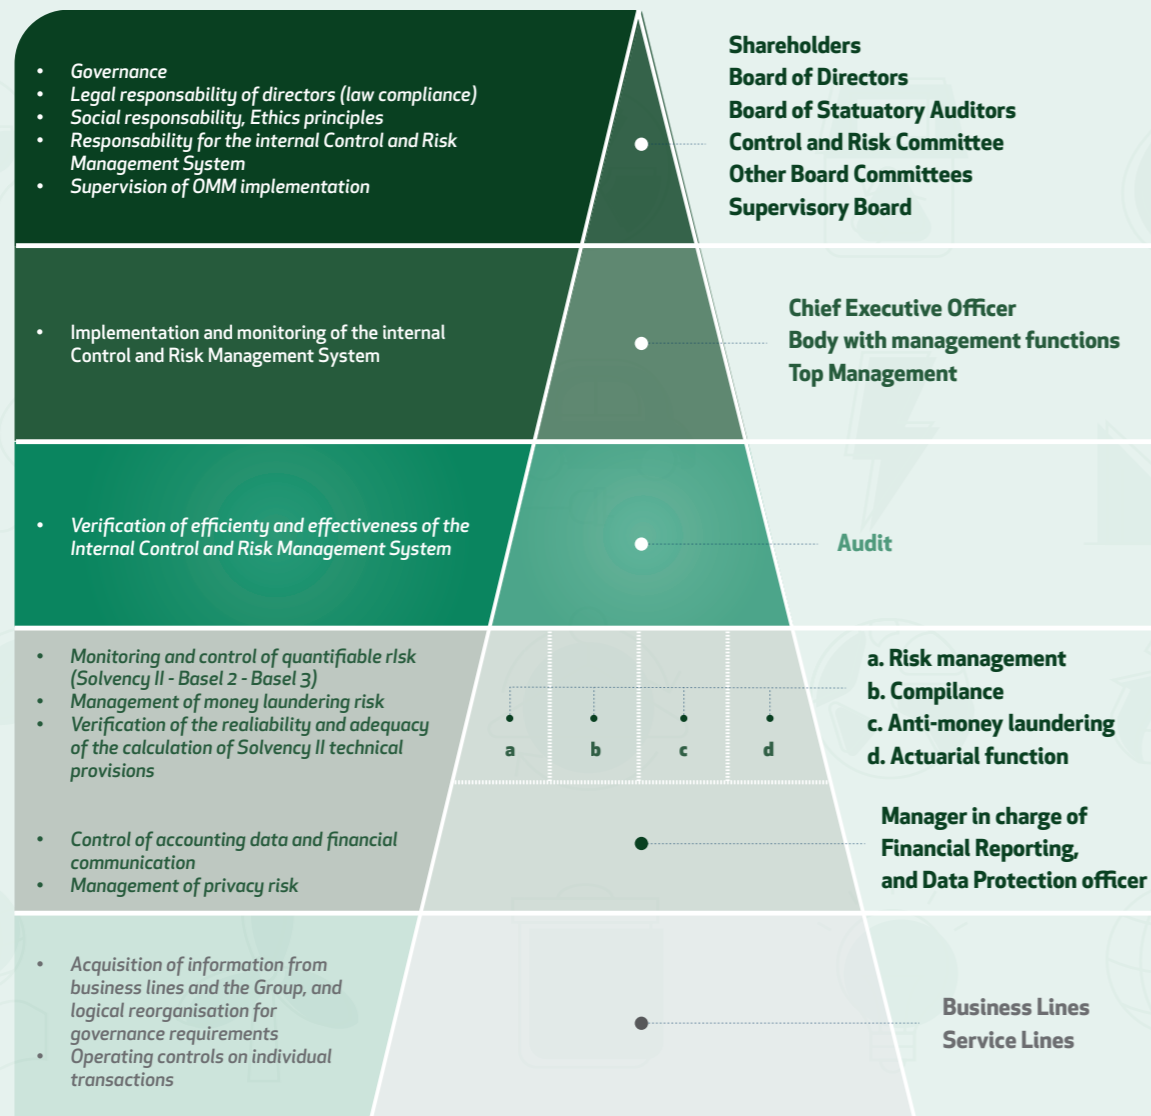 • Governance
• Legal responsability of directors (law compliance)
• Social responsability, Ethics principles
• Responsability for the internal Control and Risk
Management System
• Supervision of OMM implementation
Shareholders
Board of Directors
Board of Statuatory Auditors
Control and Risk Committee
Other Board Committees
Supervisory Board
• Implementation and monitoring of the internal
Control and Risk Management System
Chief Executive Officer
Body with management functions
Top Management
• Verification of efficienty and effectiveness of the
Internal Control and Risk Management System
Audit
• Monitoring and control of quantifiable rIsk
(Solvency II - Basel 2 - Basel 3)
• Management of money laundering risk
• Verification of the realiability and adequacy
of the calculation of Solvency II technical
provisions
a b c d
a. Risk management
b. Compilance
c. Anti-money laundering
d. Actuarial function
• Control of accounting data and financial
communication
• Management of privacy risk
Manager in charge of
Financial Reporting,
and Data Protection officer
• Acquisition of information from
business lines and the Group, and
logical reorganisation for
governance requirements
• Operating controls on individual
transactions
Business Lines
Service Lines